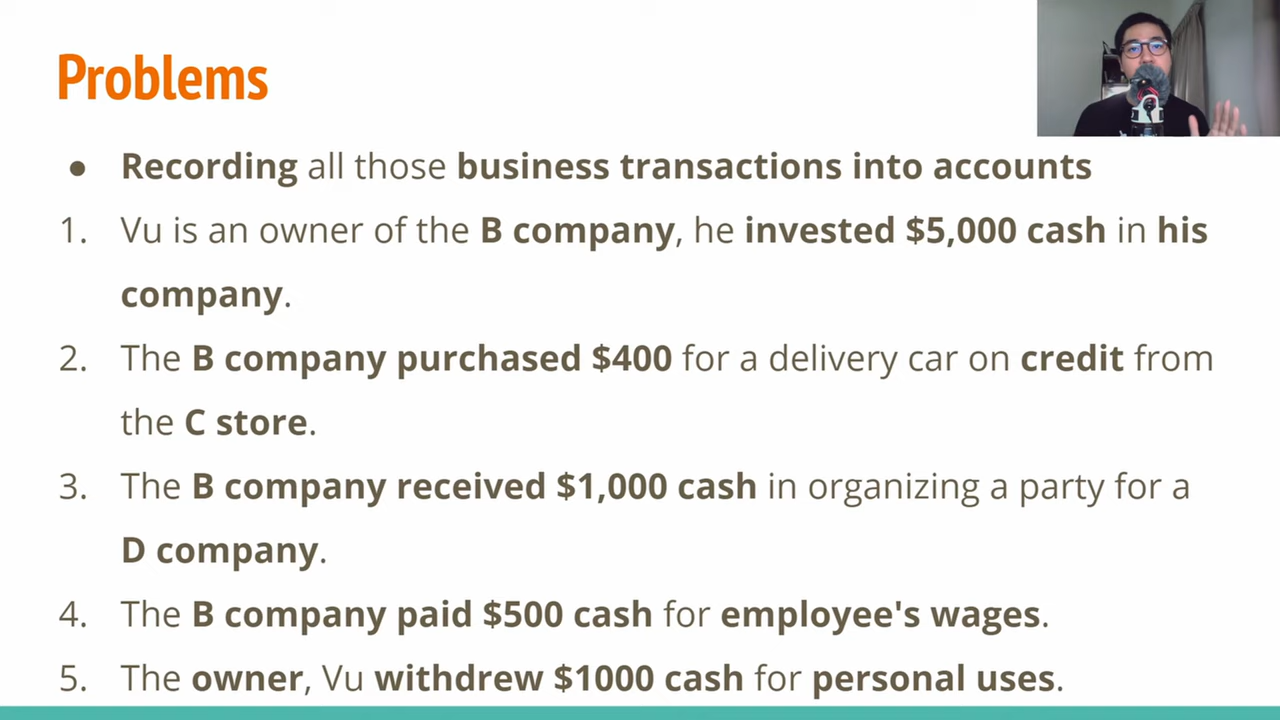 Problems
● Recording all those business transactions into accounts
1. Vu is an owner of the B company, he invested $5,000 cash in his
company.
2. The B company purchased $400 for a delivery car on credit from
the C store.
3. The B company received $1,000 cash in organizing a party for a
D company.
4. The B company paid $500 cash for employee's wages.
5. The owner, Vu withdrew $1000 cash for personal uses.